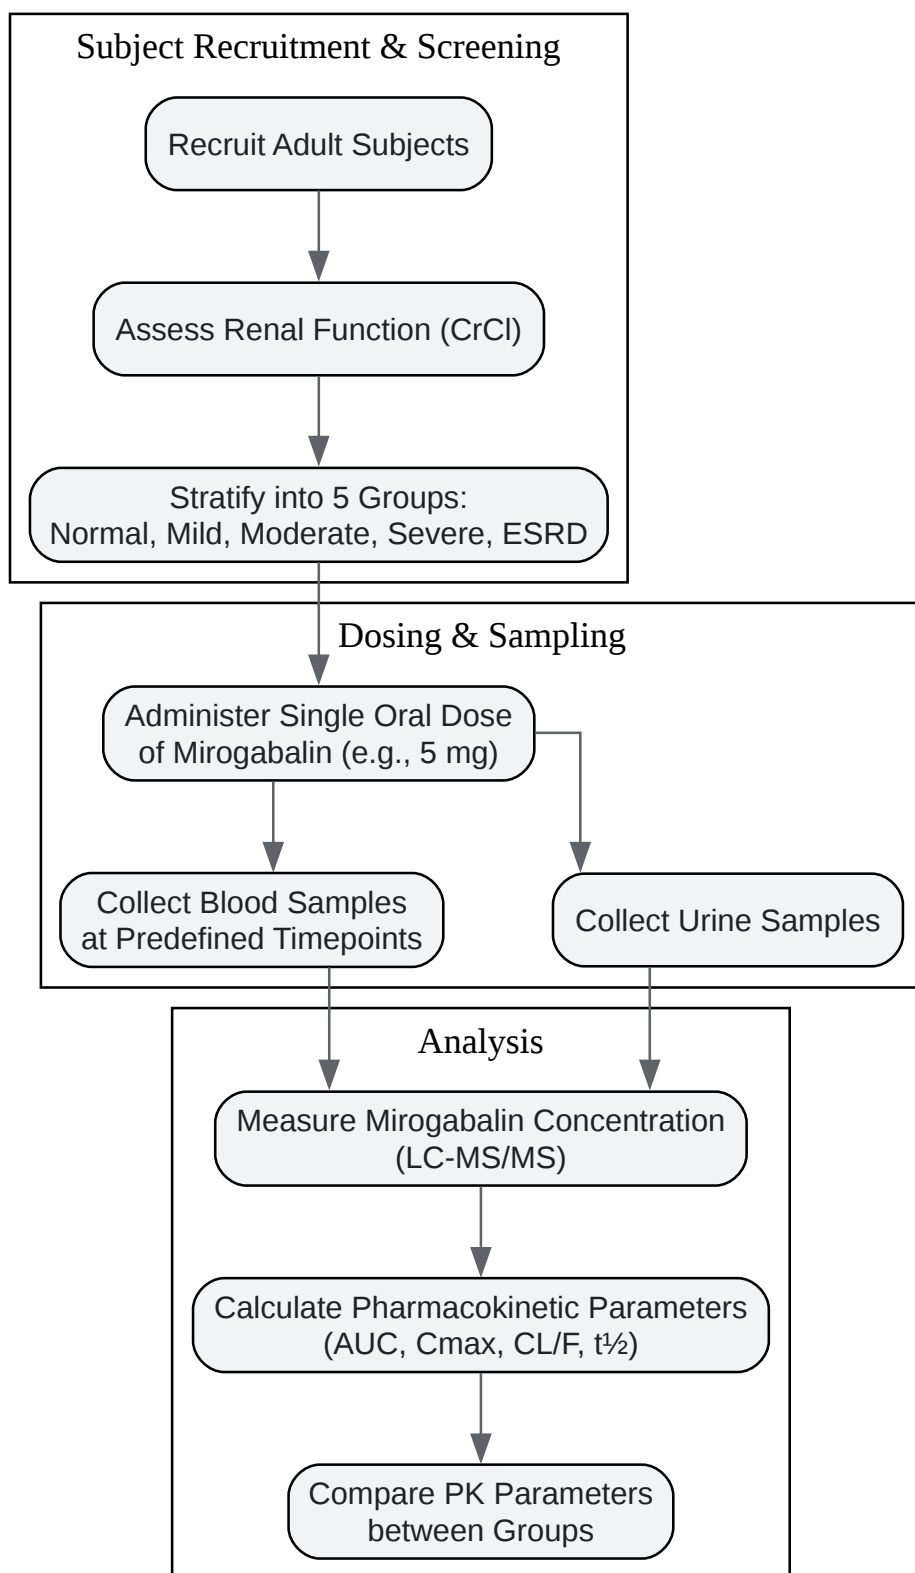 Subject Recruitment & Screening
Recruit Adult Subjects
Assess Renal Function (CrCl)
Stratify into 5 Groups:
Normal, Mild, Moderate, Severe, ESRD
Dosing & Sampling
Administer Single Oral Dose
of Mirogabalin (e.g., 5 mg)
Collect Blood Samples
at Predefined Timepoints
Collect Urine Samples
Analysis
Measure Mirogabalin Concentration
(LC-MS/MS)
Calculate Pharmacokinetic Parameters
(AUC, Cmax, CL/F, t½)
Compare PK Parameters
between Groups